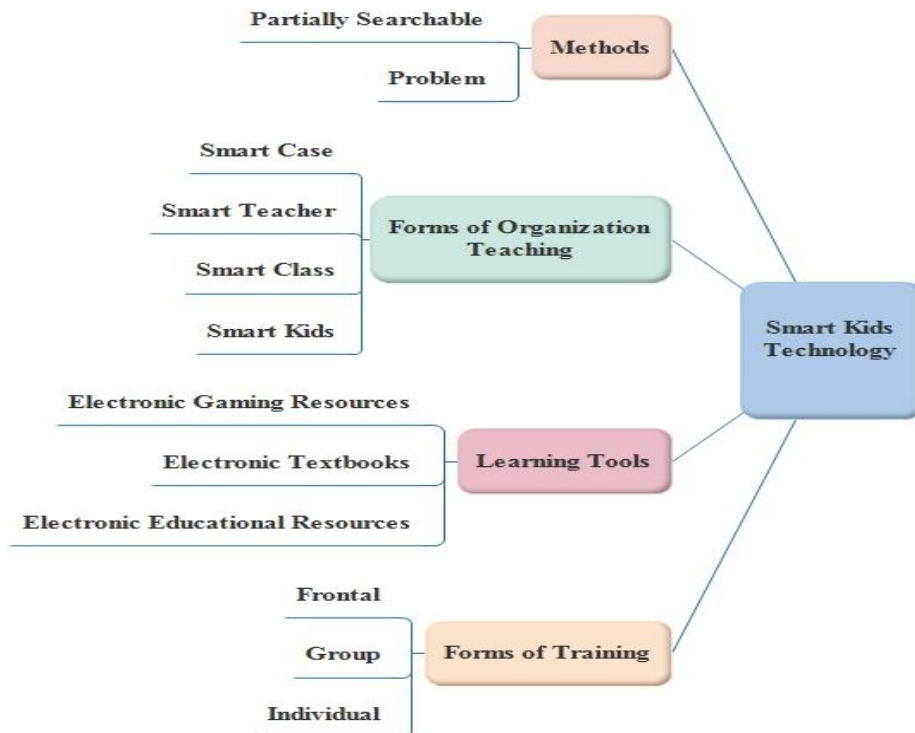 Partially Searchable
Problem
Methods
Smart Case
Smart Teacher
Smart Class
Smart Kids
Forms of Organization
Teaching
Smart Kids
Technology
Electronic Gaming Resources
Electronic Textbooks
Electronic Educational Resources
Learning Tools
Frontal
Group
Individual
Forms of Training